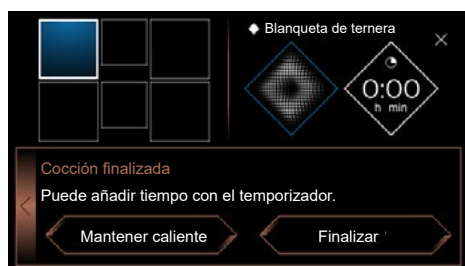 Blanqueta de ternera
0:00
h min
Cocción finalizada
Puede añadir tiempo con el temporizador.
Mantener caliente
Finalizar